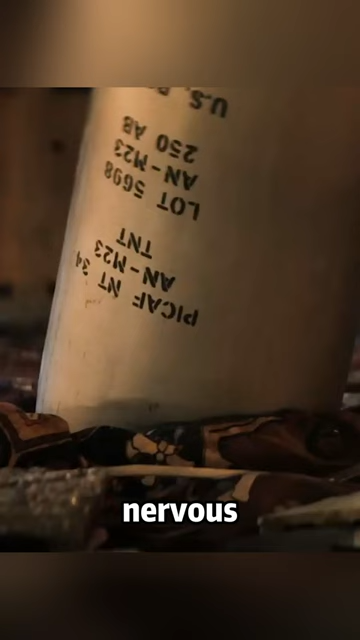 PICAF NT 34
AN-M23
TNT
LOT 5698
AN-M23
250 AB
U.S.
nervous